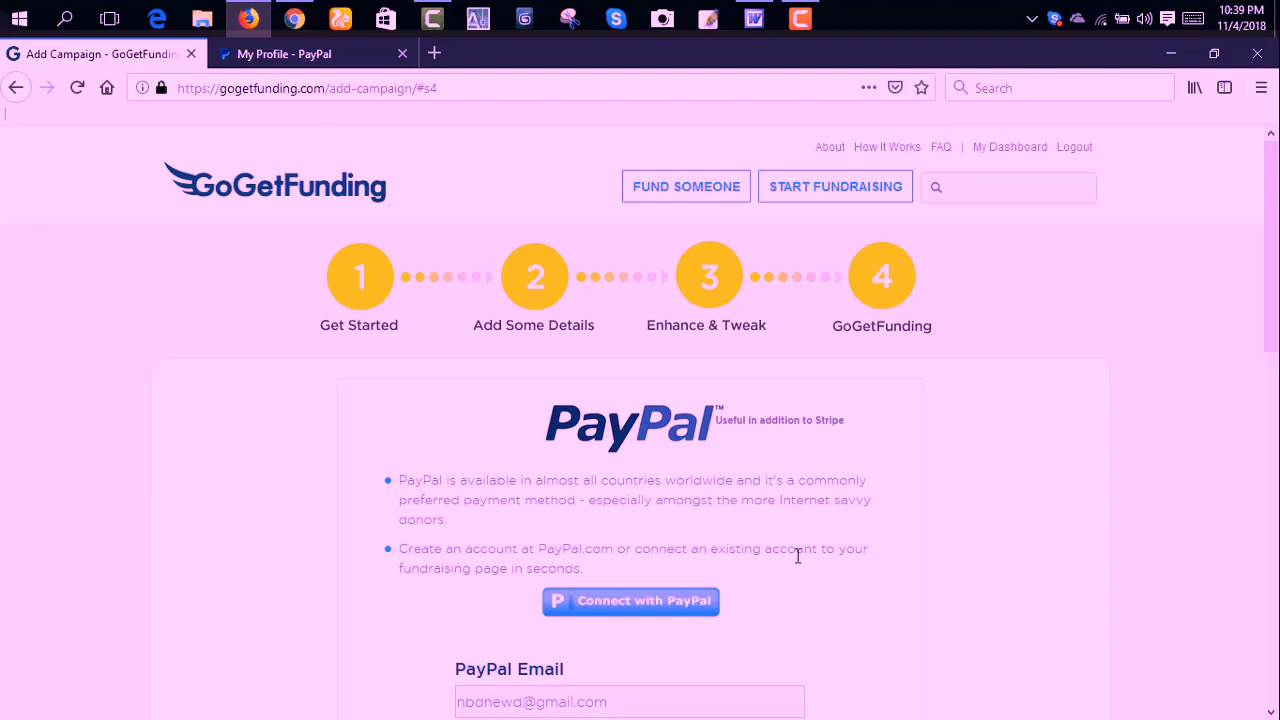 10:39 PM
11/4/2018
Add Campaign - GoGetFundin
My Profile - PayPal
https://gogetfunding.com/add-campaign/#s4
Search
About How It Works FAQ | My Dashboard Logout
GoGetFunding
FUND SOMEONE
START FUNDRAISING
1
2
3
4
Get Started
Add Some Details
Enhance & Tweak
GoGetFunding
PayPal™ Useful in addition to Stripe
PayPal is available in almost all countries worldwide and it's a commonly
preferred payment method - especially amongst the more Internet savvy
donors.
Create an account at PayPal.com or connect an existing account to your
fundraising page in seconds.
P Connect with PayPal
PayPal Email
nbdnewd@gmail.com